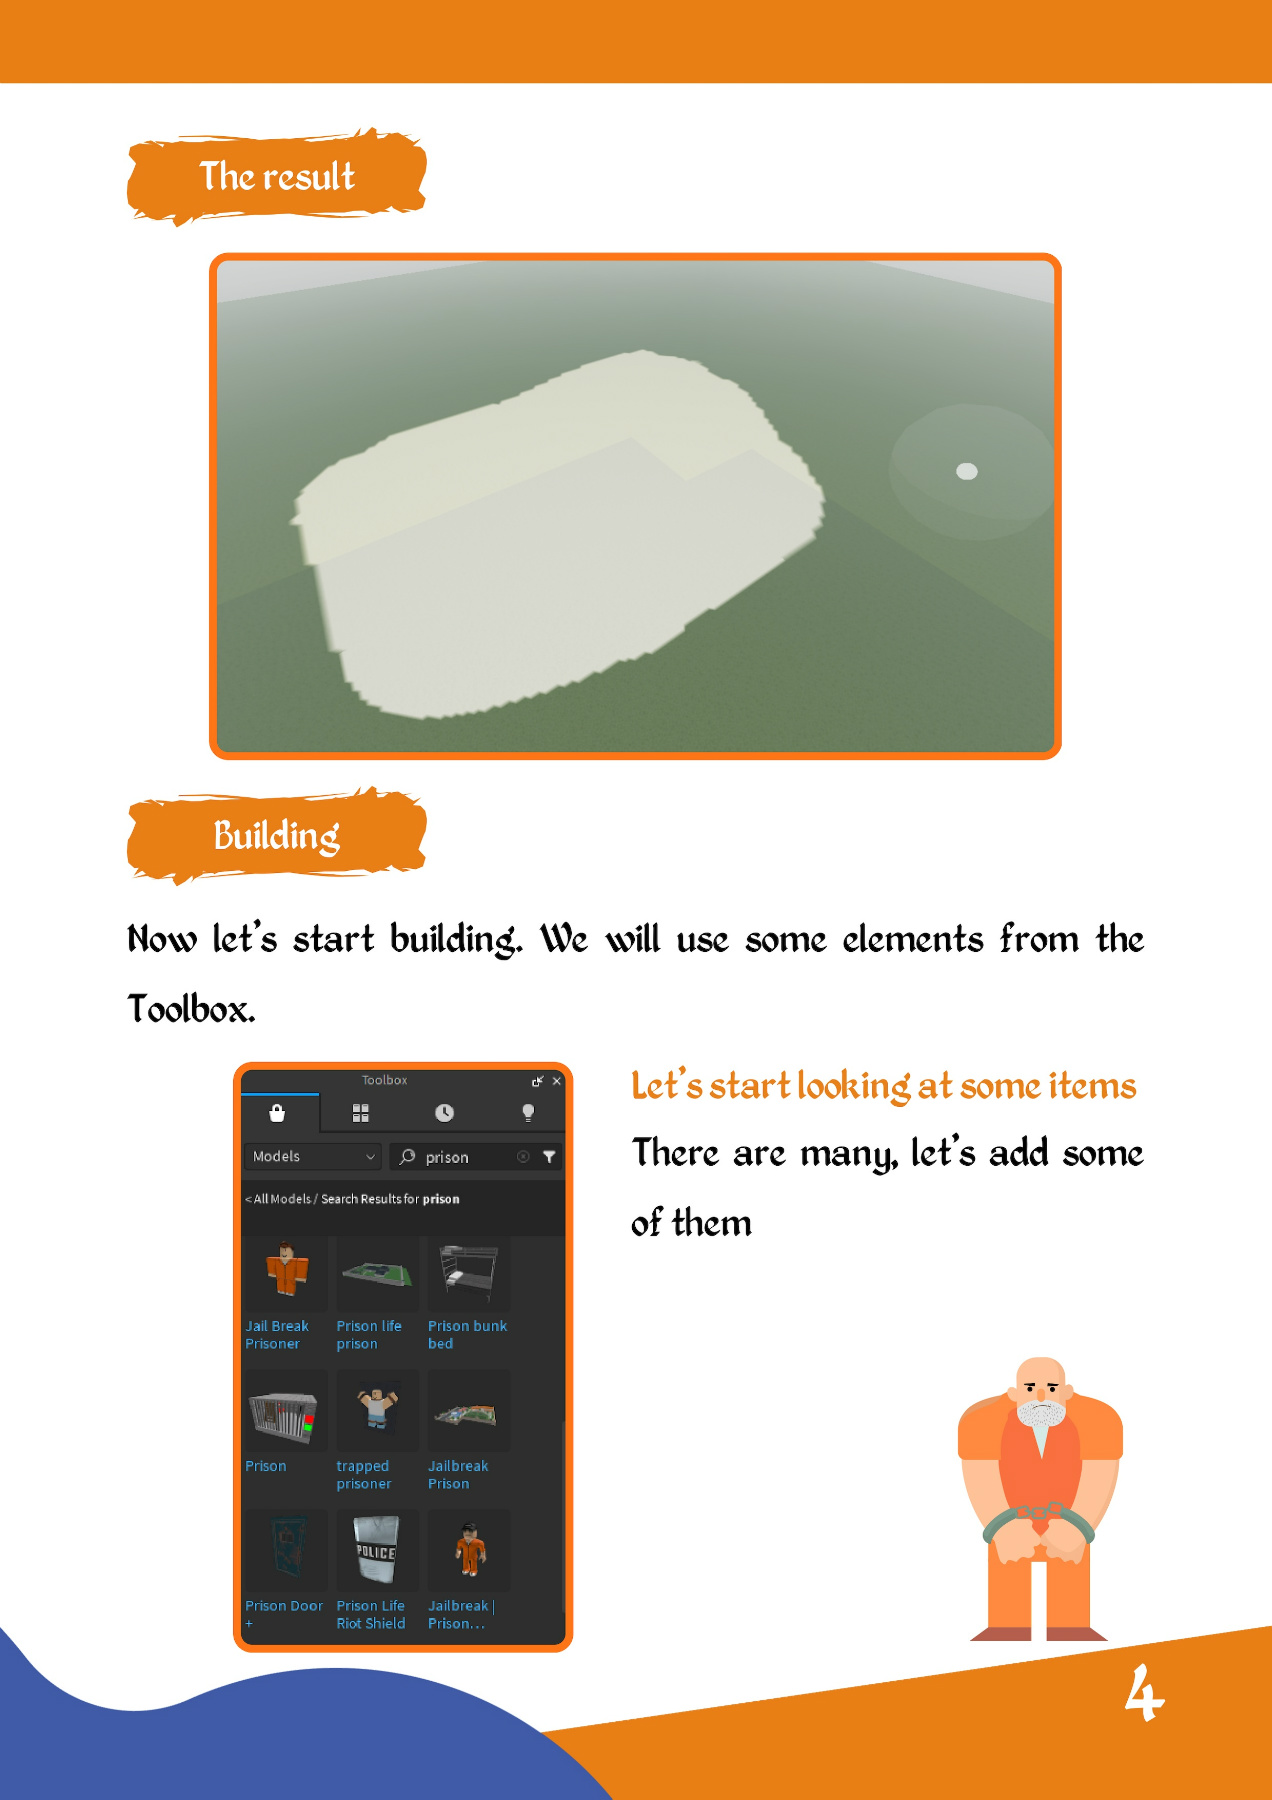 The result
Building
Now let's start building. We will use some elements from the
Toolbox.
Toolbox
Models
prison
< All Models / Search Results for prison
Jail Break
Prisoner
Prison life
prison
Prison bunk
bed
Prison
trapped
prisoner
Jailbreak
Prison
POLICE
Prison Door
+
Prison Life
Riot Shield
Jailbreak |
Prison...
Let's start looking at some items
There are many, let's add some
of them
4